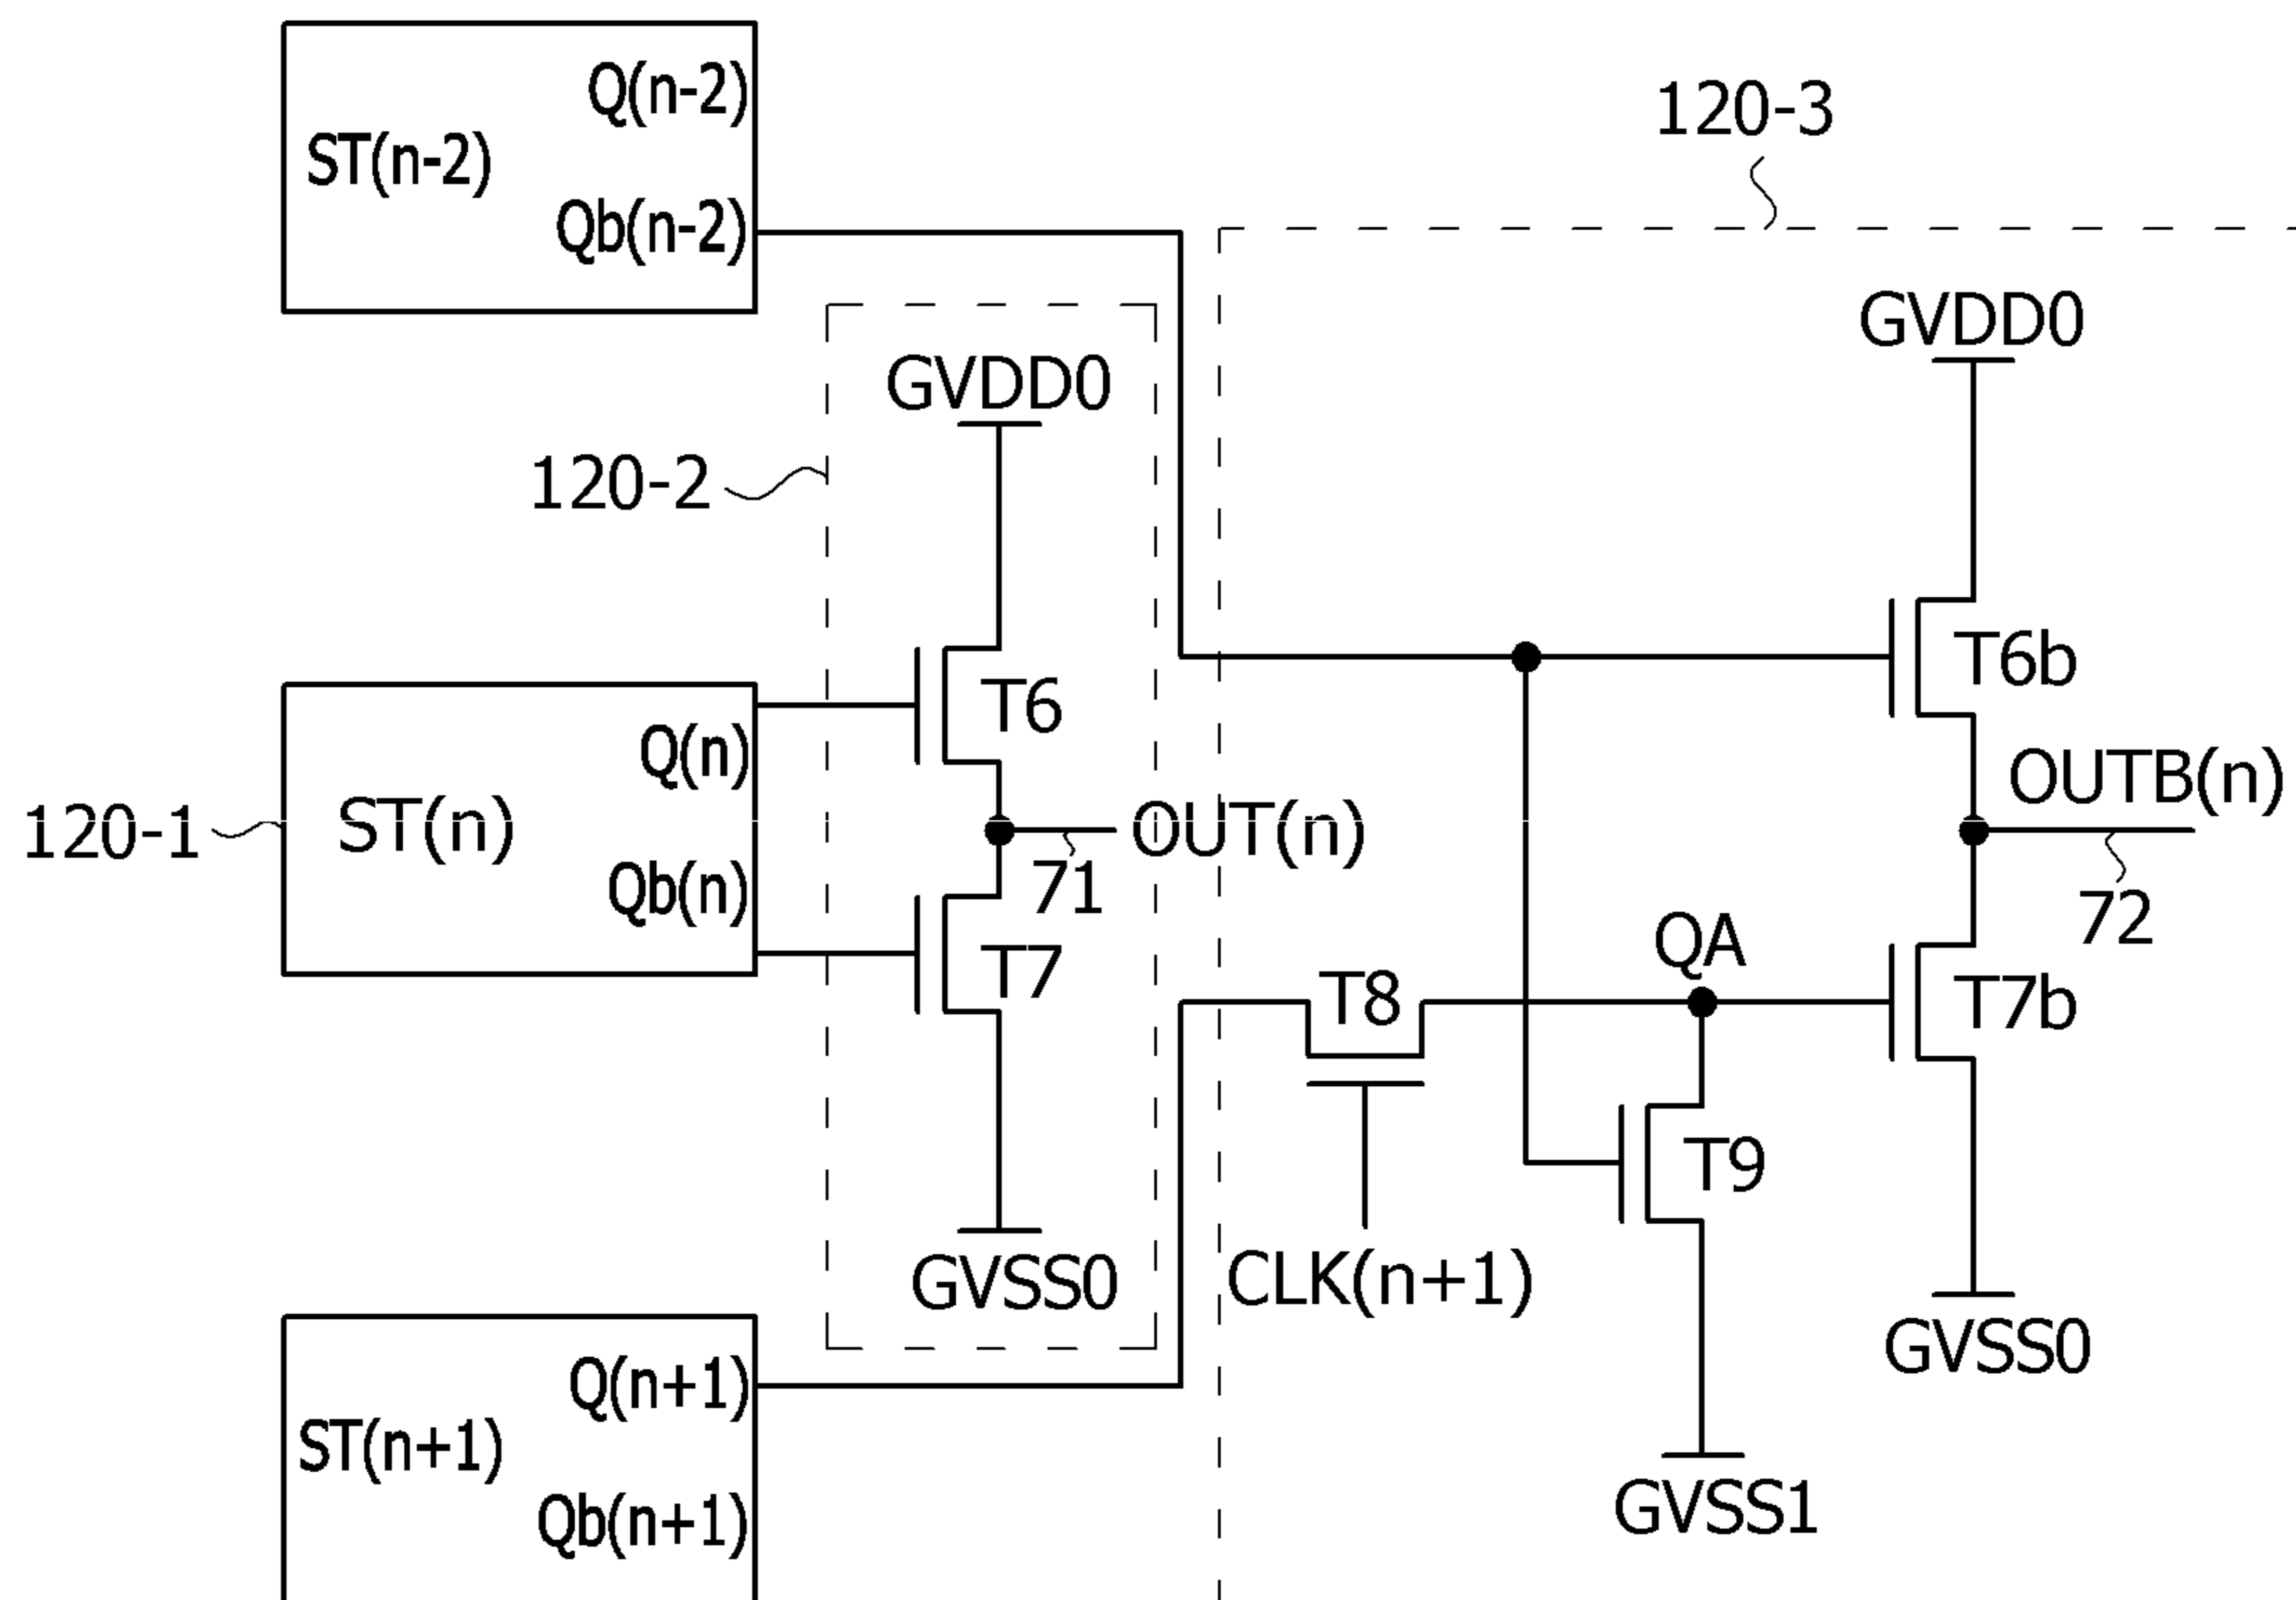 Q(n-2)
ST(n-2)
Qb(n-2)
120-3
GVDD0
GVDD0
120-2
T6b
T6
Q(n)
OUTB(n)
120-1
ST(n)
OUT(n)
71
Qb(n)
72
QA
T7
T8
T7b
T9
CLK(n+1)
GVSS0
GVSS0
Q(n+1)
ST(n+1)
GVSS1
Qb(n+1)